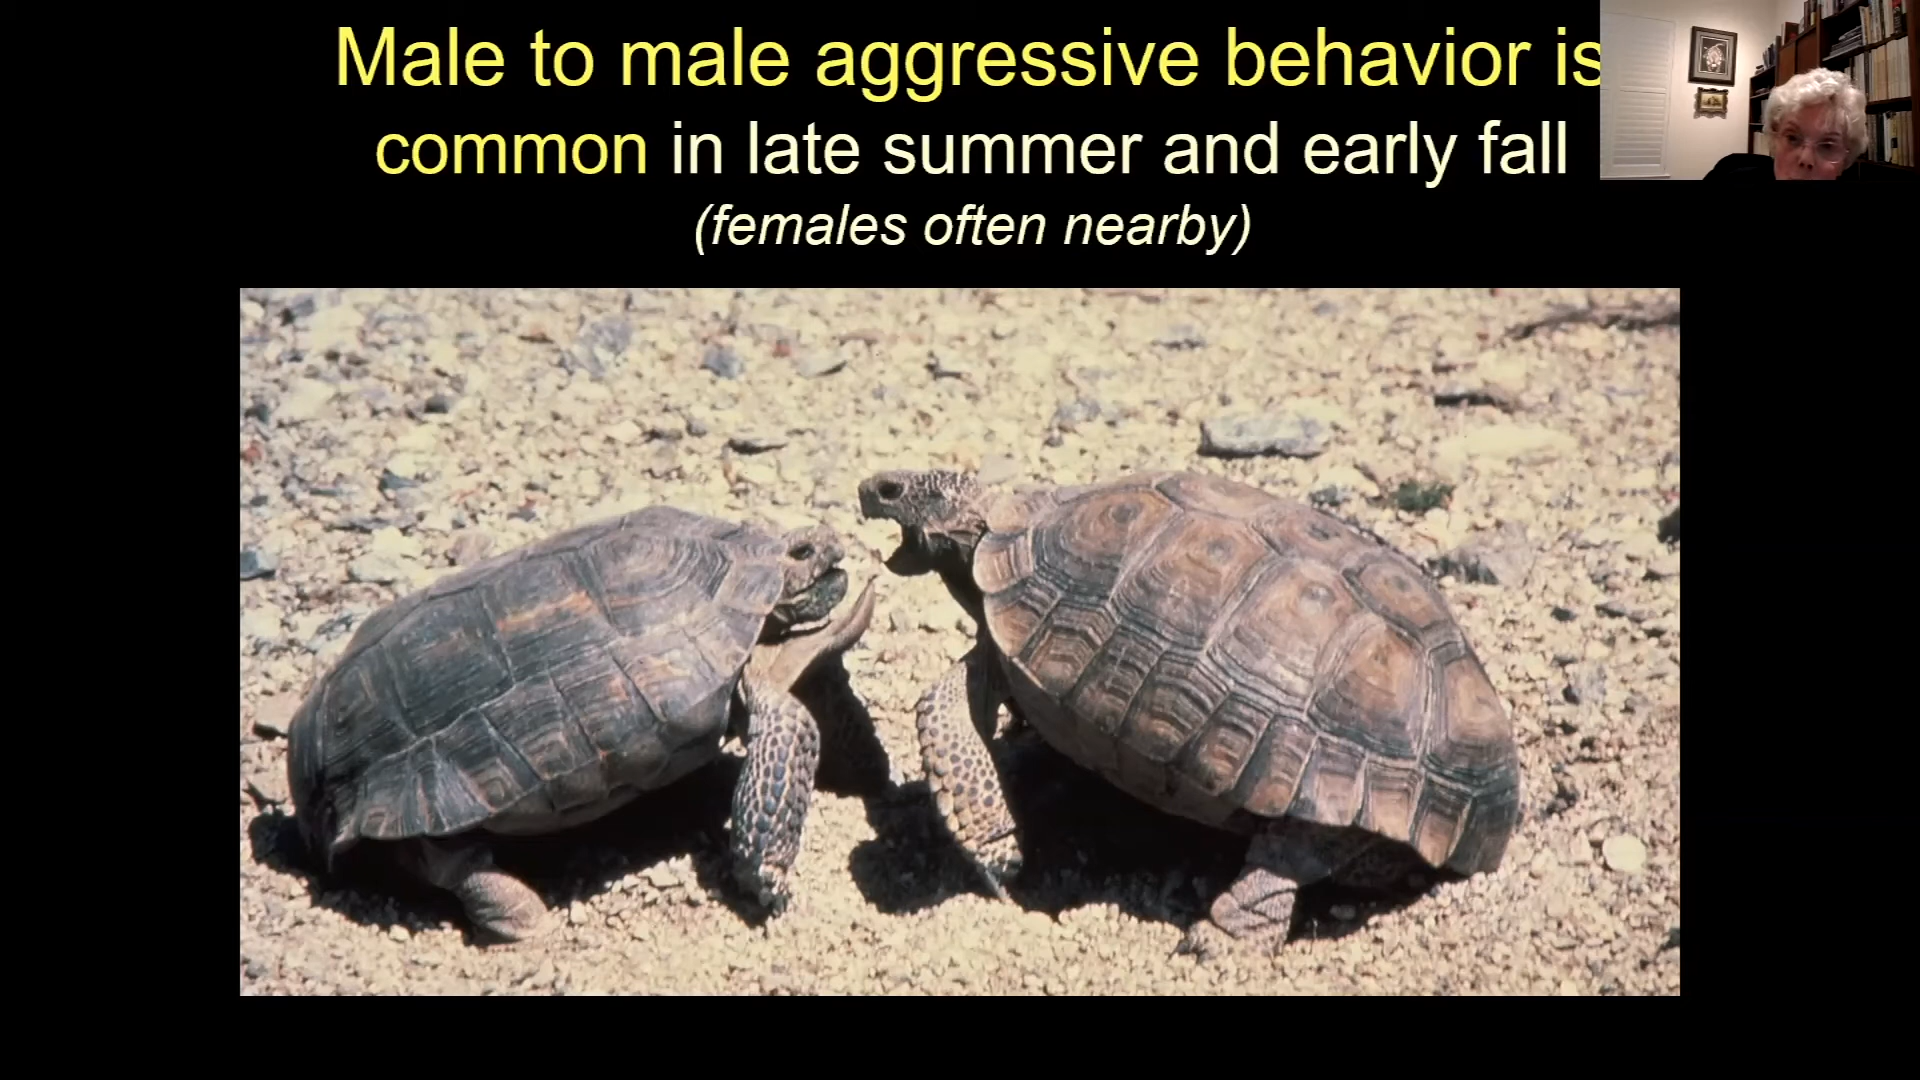 Male to male aggressive behavior is
common in late summer and early fall
(females often nearby)